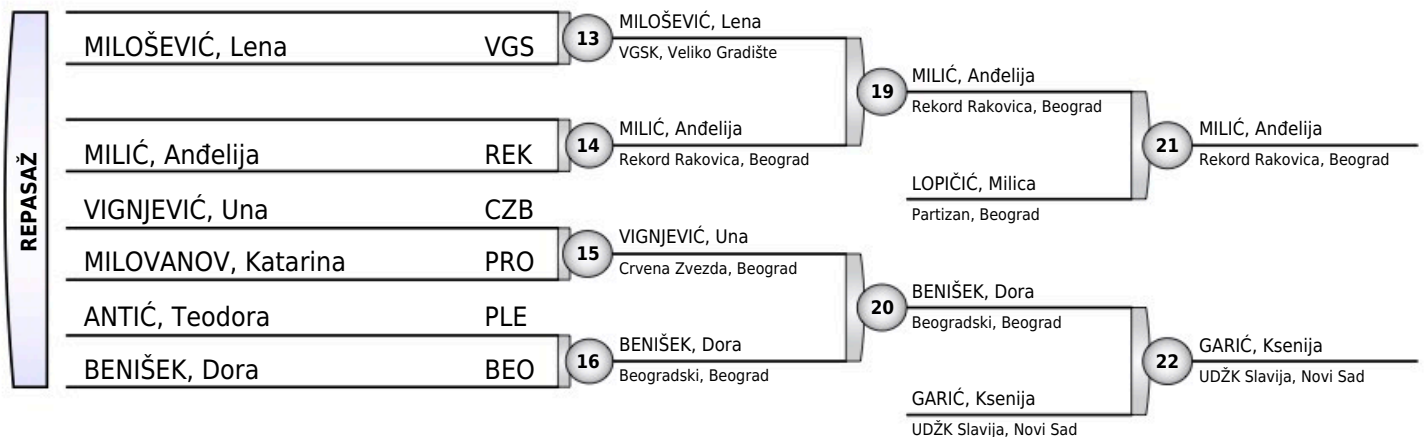 REPASAŽ
MILOŠEVIĆ, Lena VGS
MILIĆ, Anđelija REK
VIGNJEVIĆ, Una CZB
MILOVANOV, Katarina PRO
ANTIĆ, Teodora PLE
BENIŠEK, Dora BEO
13
MILOŠEVIĆ, Lena
VGSK, Veliko Gradište
14
MILIĆ, Anđelija
Rekord Rakovica, Beograd
15
VIGNJEVIĆ, Una
Crvena Zvezda, Beograd
16
BENIŠEK, Dora
Beogradski, Beograd
19
MILIĆ, Anđelija
Rekord Rakovica, Beograd
LOPIČIĆ, Milica
Partizan, Beograd
20
BENIŠEK, Dora
Beogradski, Beograd
GARIĆ, Ksenija
UDŽK Slavija, Novi Sad
21
MILIĆ, Anđelija
Rekord Rakovica, Beograd
22
GARIĆ, Ksenija
UDŽK Slavija, Novi Sad